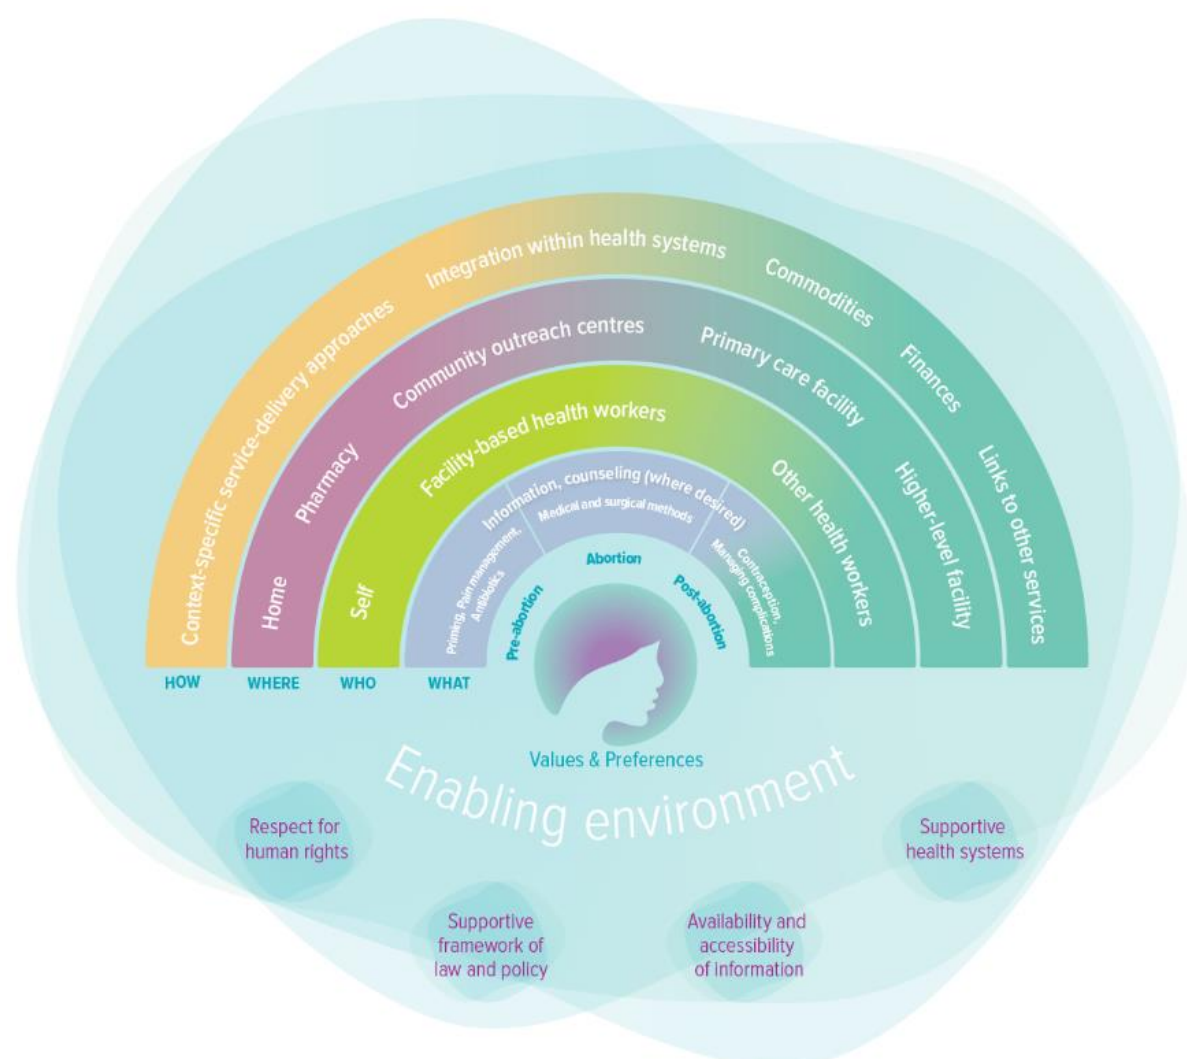 Context-specific service-delivery approaches
Integration within health systems
Commodities
Finances
Links to other services
Home
Pharmacy
Community outreach centres
Primary care facility
Higher-level facility
Self
Facility-based health workers
Other health workers
Information, counseling (where desired)
Priming, Pain management,
Antibiotics
Medical and surgical methods
Contraception,
Managing complications
Pre-abortion
Abortion
Post-abortion
HOW
WHERE
WHO
WHAT
Values & Preferences
Enabling environment
Respect for
human rights
Supportive
framework of
law and policy
Availability and
accessibility
of information
Supportive
health systems